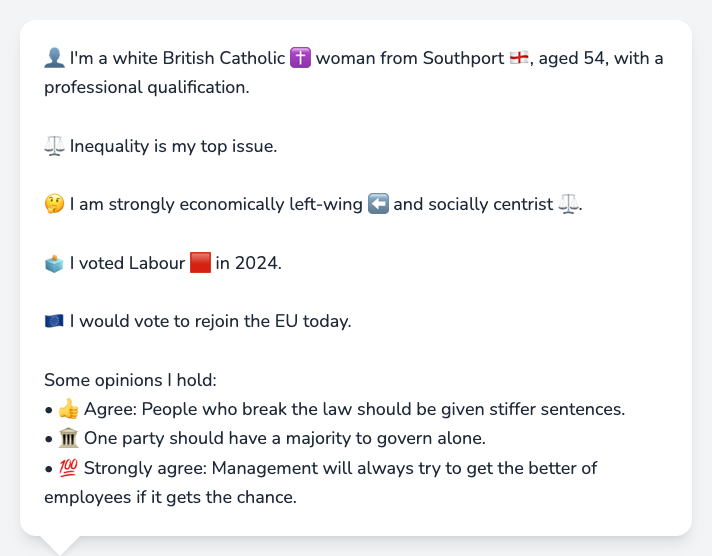 👤 I'm a white British Catholic ✝️ woman from Southport 🏴󠁧󠁢󠁥󠁮󠁧󠁿, aged 54, with a
professional qualification.
⚖️ Inequality is my top issue.
🤔 I am strongly economically left-wing ⬅️ and socially centrist ⚖️.
🗳️ I voted Labour 🟥 in 2024.
🇪🇺 I would vote to rejoin the EU today.
Some opinions I hold:
• 👍 Agree: People who break the law should be given stiffer sentences.
• 🏛️ One party should have a majority to govern alone.
• 💯 Strongly agree: Management will always try to get the better of
employees if it gets the chance.